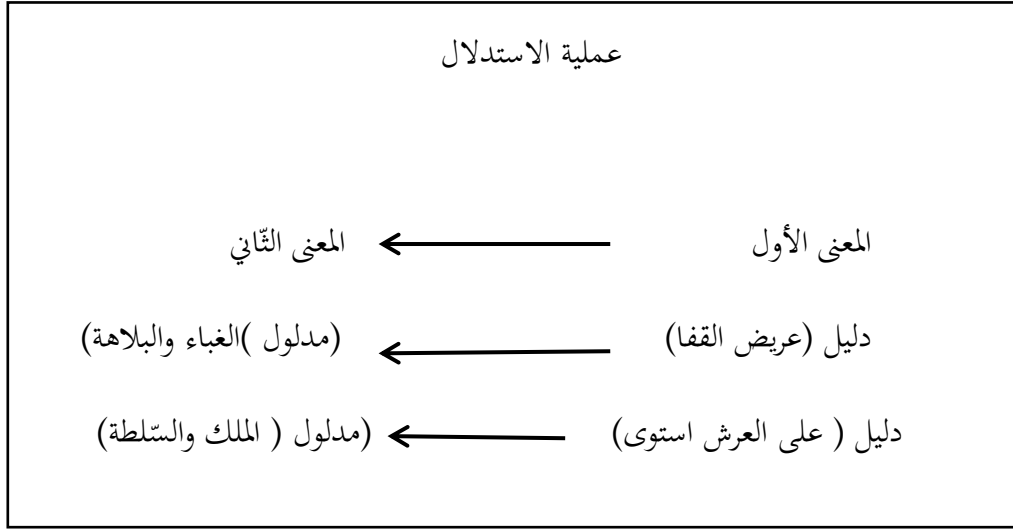 عملية الاستدلال
المعنى الأول المعنى الثّاني
دليل (عريض القفا) (مدلول )الغباء والبلاهة)
دليل ( على العرش استوى) (مدلول ( الملك والسّلطة)